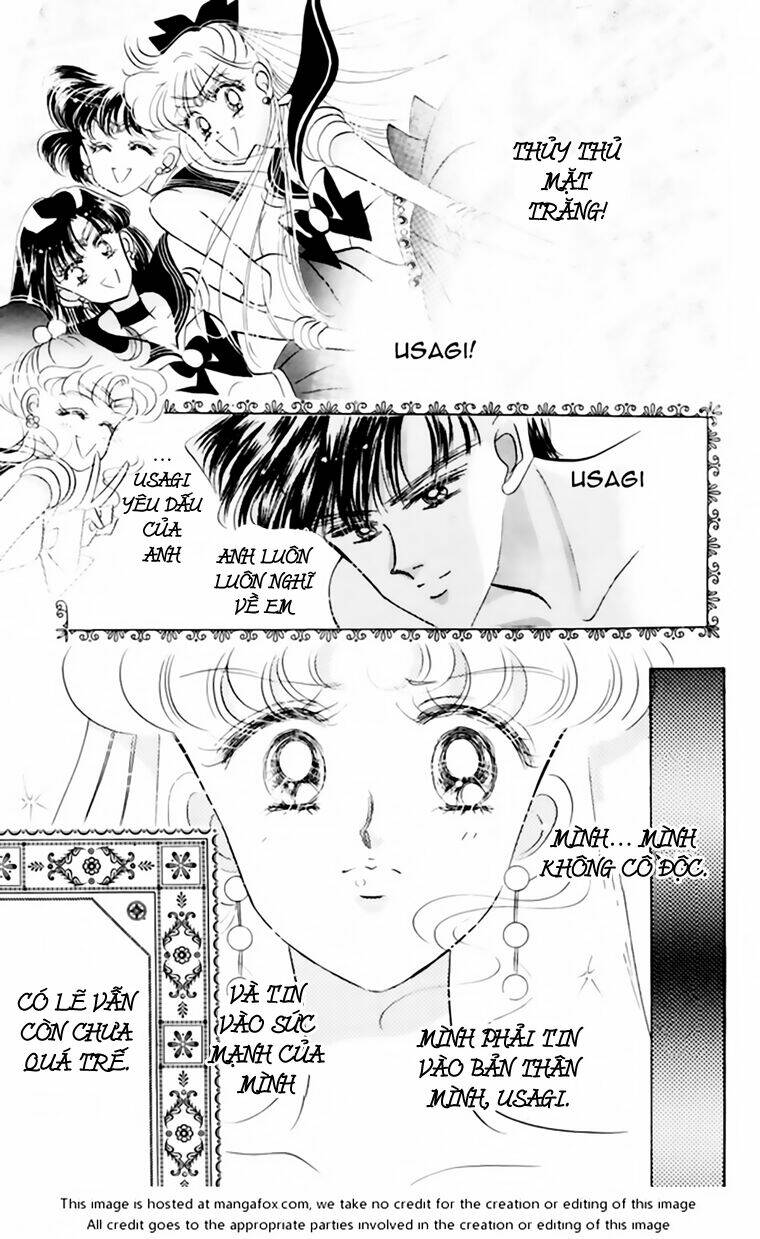 THỦY THỦ
MẶT
TRĂNG!
USAGI!
USAGI
ANH LUÔN
LUÔN NGHĨ
VỀ EM
...
USAGI
YÊU DẤU
CỦA
ANH
MÌNH... MÌNH
KHÔNG CÔ ĐỘC.
MÌNH PHẢI TIN
VÀO BẢN THÂN
MÌNH, USAGI.
VÀ TIN
VÀO SỨC
MẠNH CỦA
MÌNH
CÓ LẼ VẪN
CÒN CHƯA
QUÁ TRỄ.
This image is hosted at mangafox.com, we take no credit for the creation or editing of this image
All credit goes to the appropriate parties involved in the creation or editing of this image